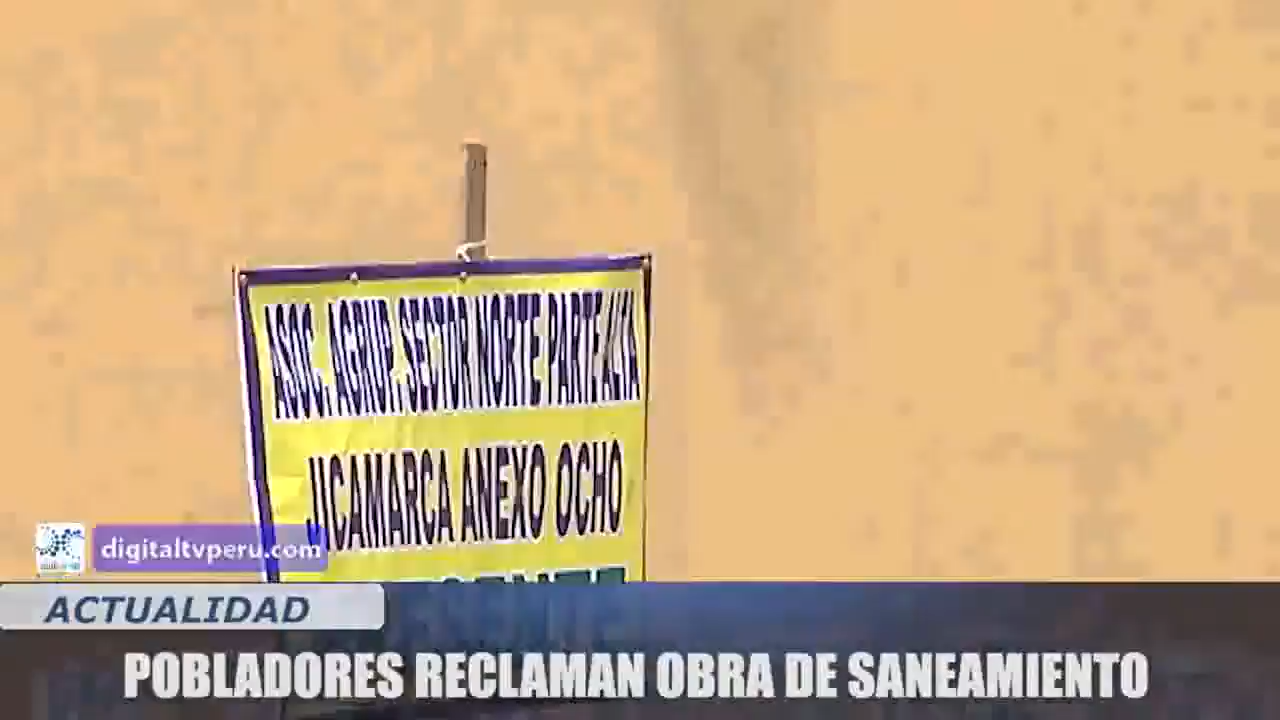 ASOC. AGRUP. SECTOR NORTE PARTE ALTA
JICAMARCA ANEXO OCHO
digitaltvperu.com
ACTUALIDAD
POBLADORES RECLAMAN OBRA DE SANEAMIENTO